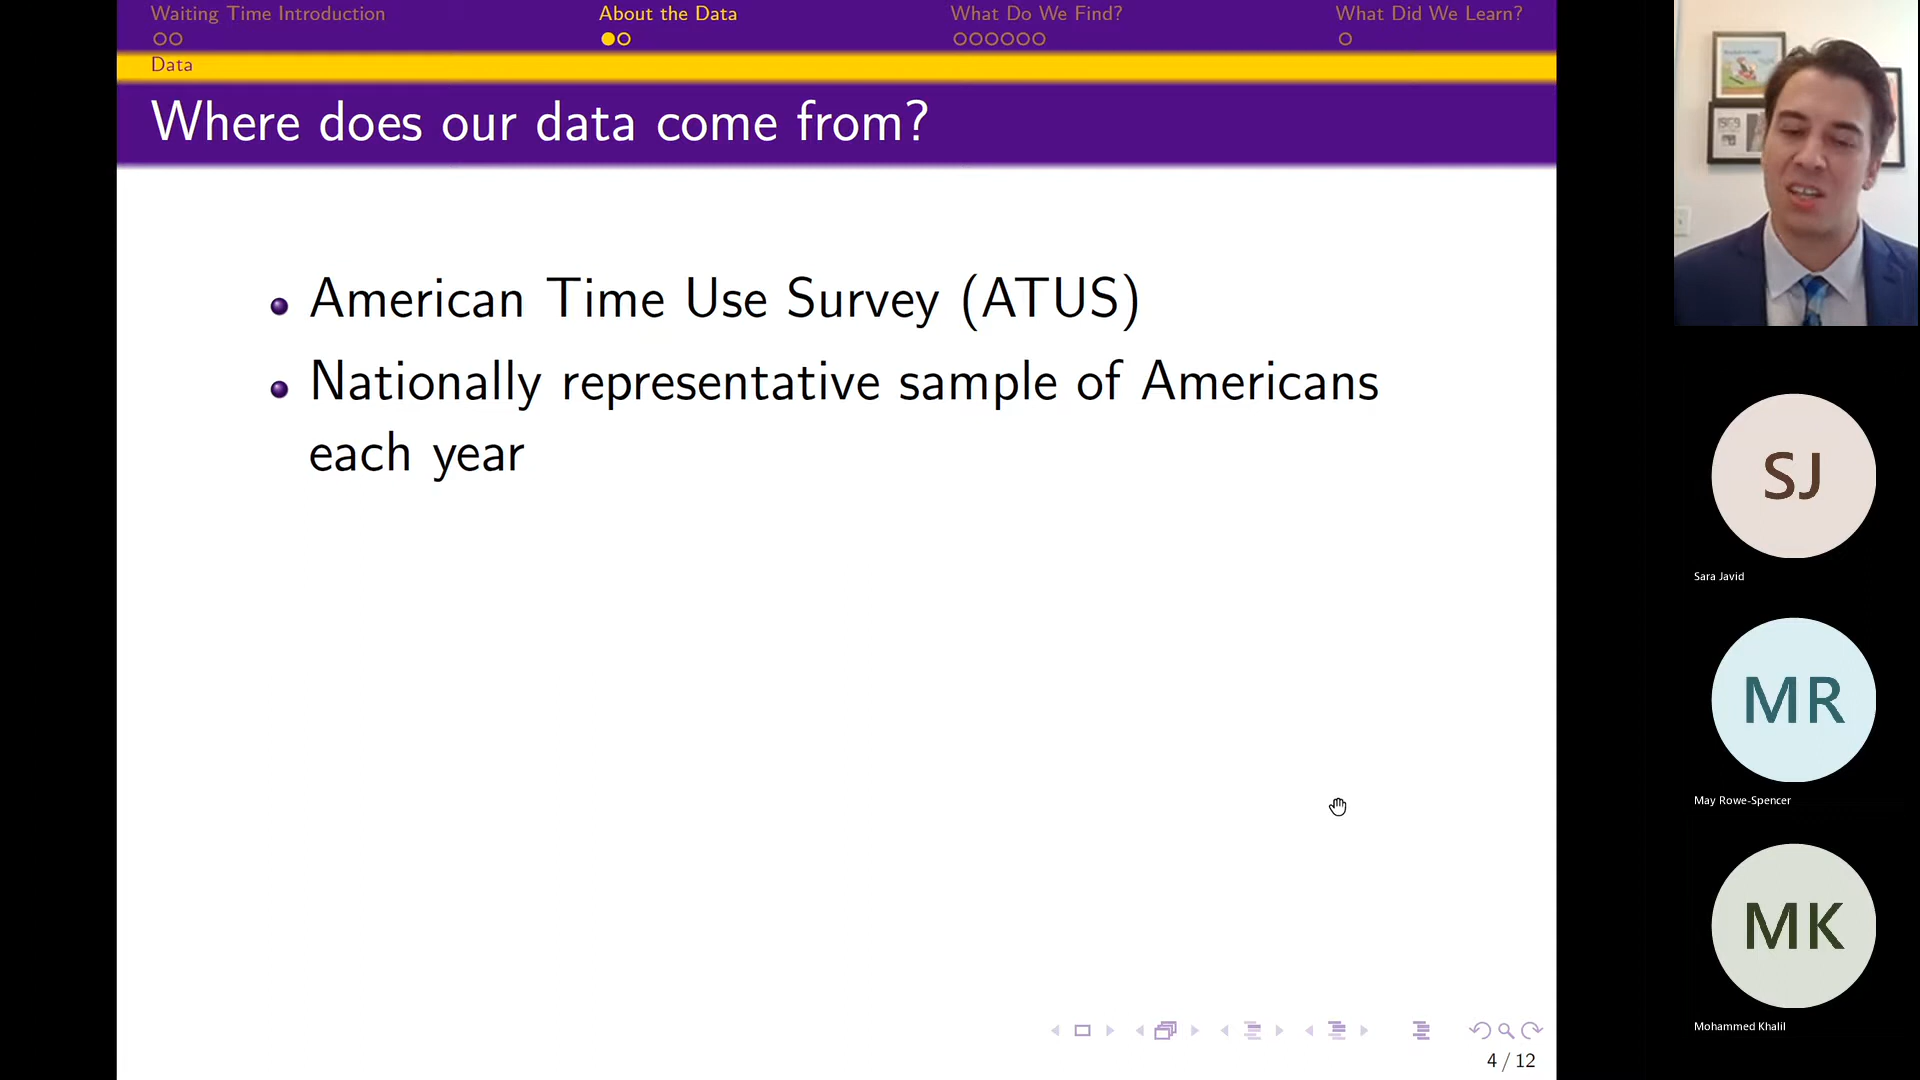 Waiting Time Introduction
About the Data
What Do We Find?
What Did We Learn?
Data
Where does our data come from?
American Time Use Survey (ATUS)
Nationally representative sample of Americans
each year
4 / 12
SJ
Sara Javid
MR
May Rowe-Spencer
MK
Mohammed Khalil